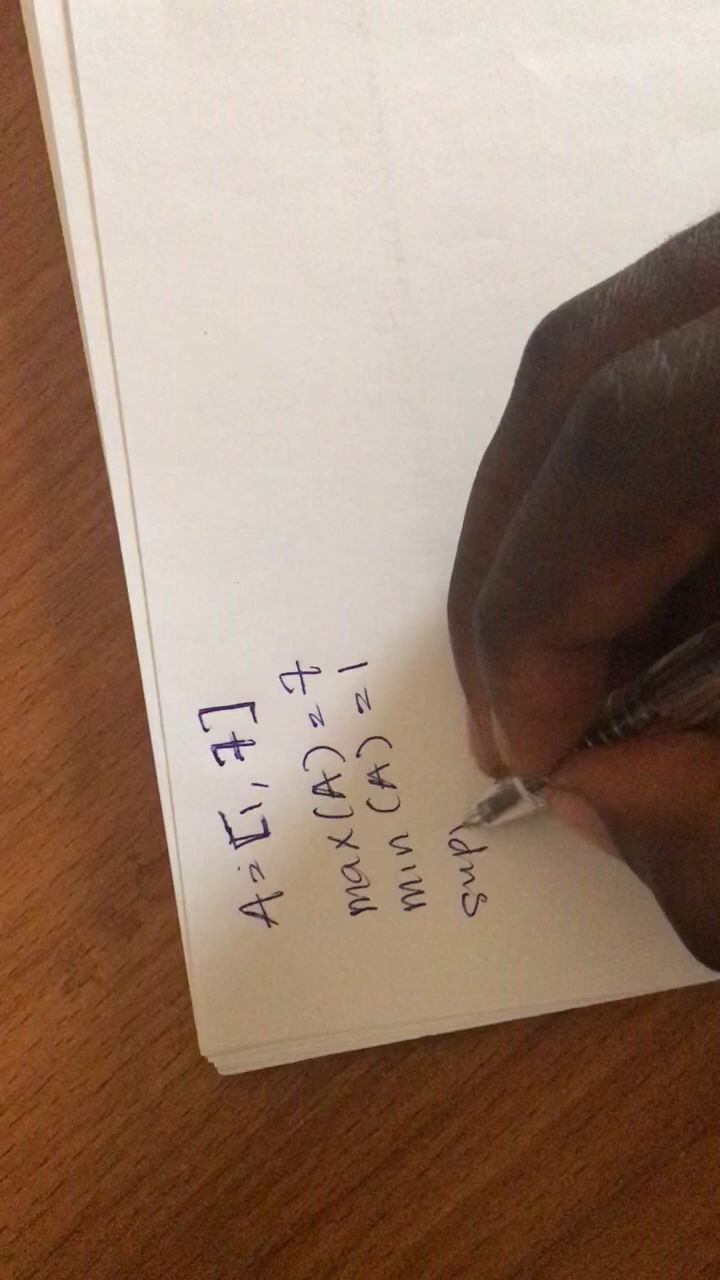 A = [1, 7]
max(A) = 7
min(A) = 1
sup